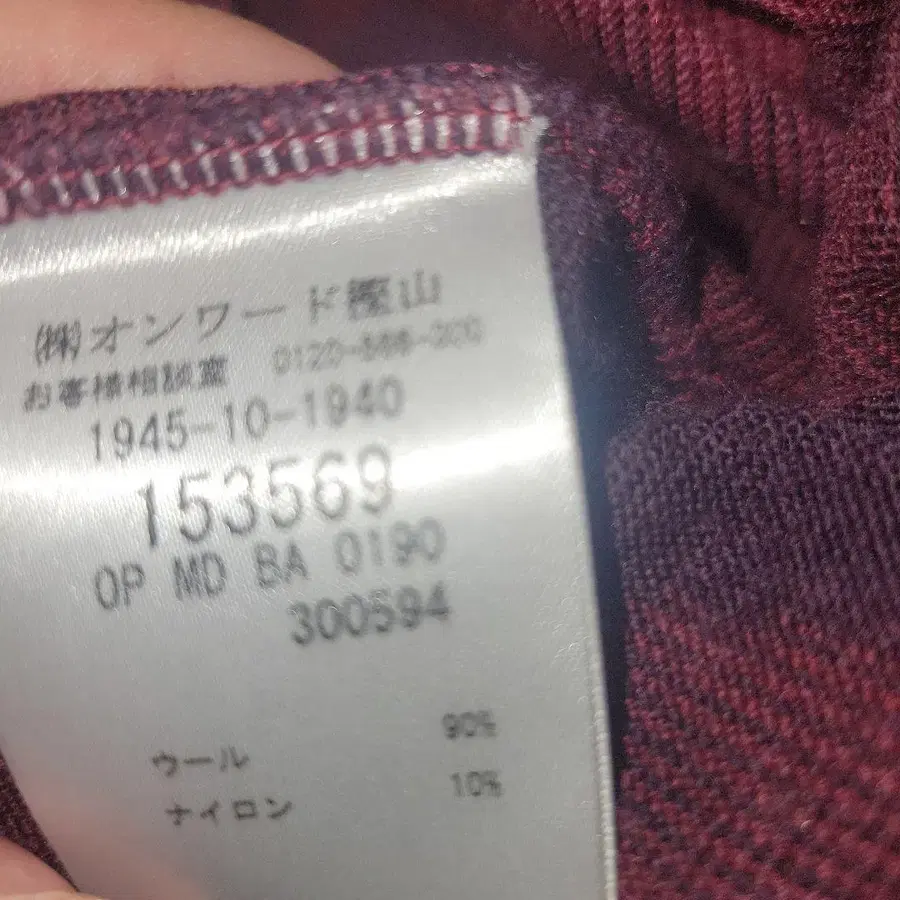 ㈱オンワード樫山
お客様相談室 0120-586-300
1945-10-1940
153569
OP MD BA 0190
300594
ウール 90%
ナイロン 10%